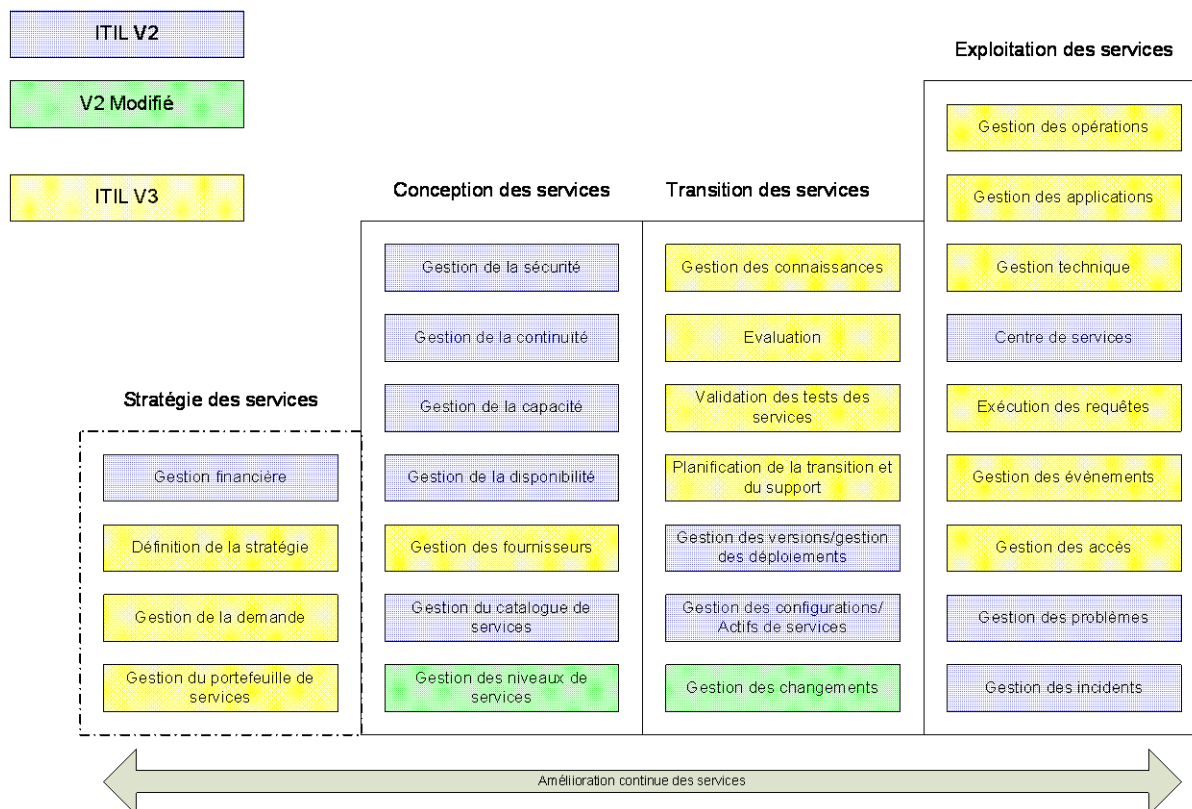 ITIL V2
V2 Modifié
ITIL V3
Stratégie des services
Gestion financière
Définition de la stratégie
Gestion de la demande
Gestion du portefeuille de
services
Conception des services
Gestion de la sécurité
Gestion de la continuité
Gestion de la capacité
Gestion de la disponibilité
Gestion des fournisseurs
Gestion du catalogue de
services
Gestion des niveaux de
services
Transition des services
Gestion des connaissances
Evaluation
Validation des tests des
services
Planification de la transition et
du support
Gestion des versions/gestion
des déploiements
Gestion des configurations/
Actifs de services
Gestion des changements
Exploitation des services
Gestion des opérations
Gestion des applications
Gestion technique
Centre de services
Exécution des requêtes
Gestion des évènements
Gestion des accès
Gestion des problèmes
Gestion des incidents
Améliioration continue des services